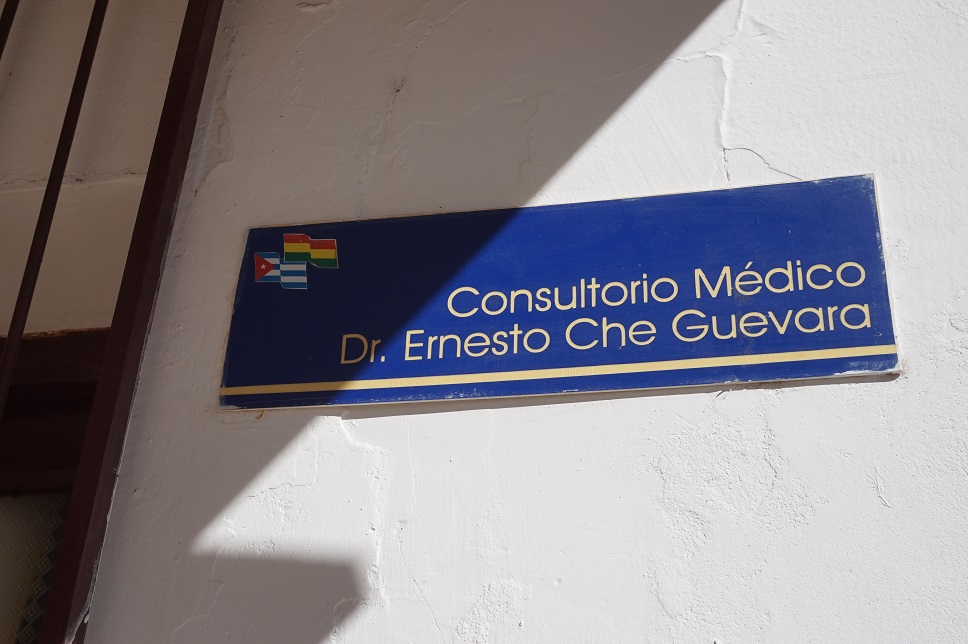 Consultorio Médico
Dr. Ernesto Che Guevara